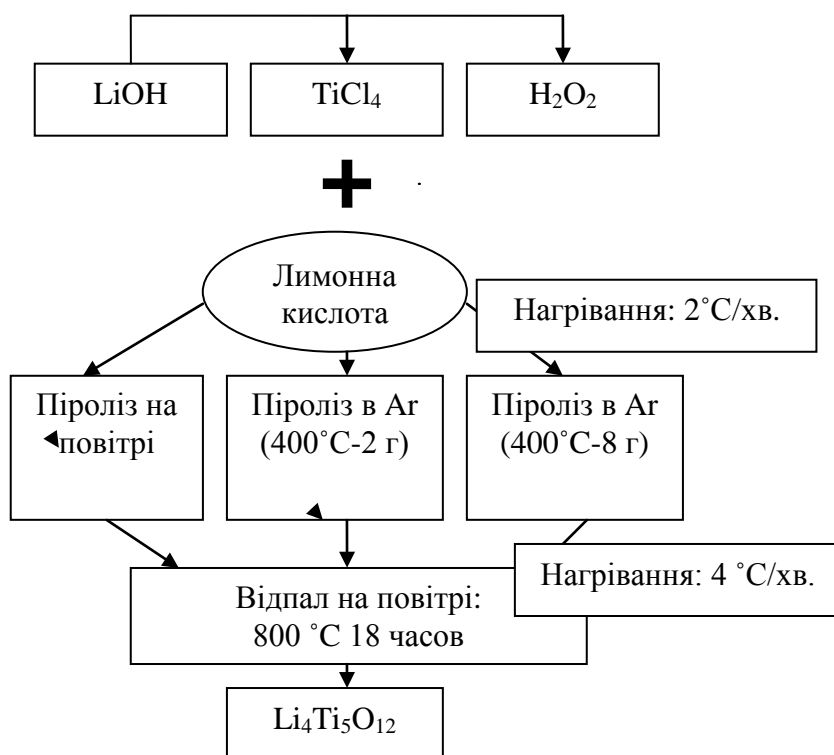 LiOH
TiCl₄
H₂O₂
Лимонна
кислота
Нагрівання: 2˚С/хв.
Піроліз на
повітрі
Піроліз в Ar
(400˚С-2 г)
Піроліз в Ar
(400˚С-8 г)
Нагрівання: 4 ˚С/хв.
Відпал на повітрі:
800 ˚С 18 часов
Li₄Ti₅O₁₂